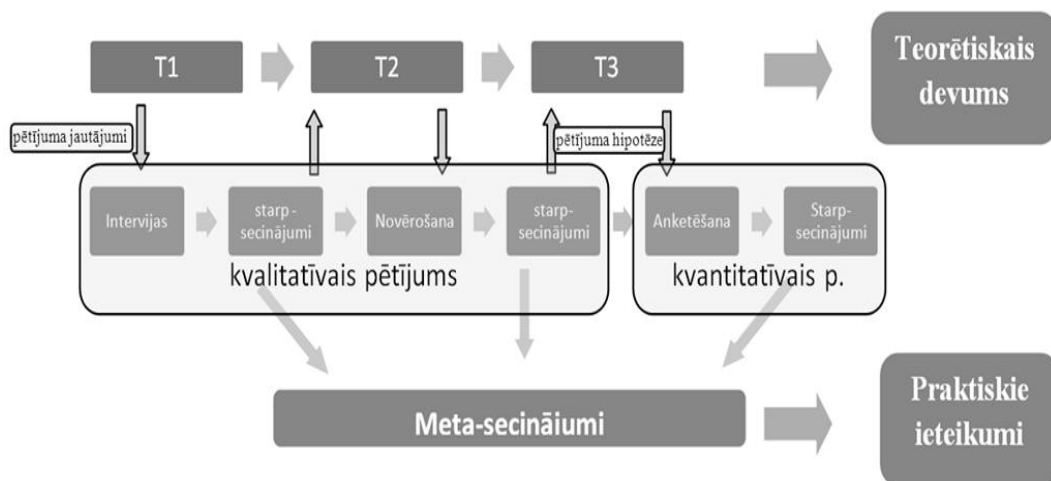 T1
T2
T3
Teorētiskais
devums
pētījuma jautājumi
pētījuma hipotēze
Intervijas
starp-
secinājumi
Novērošana
starp-
secinājumi
Anketēšana
Starp-
secinājumi
kvalitatīvais pētījums
kvantitatīvais p.
Meta-secināiumi
Praktiskie
ieteikumi